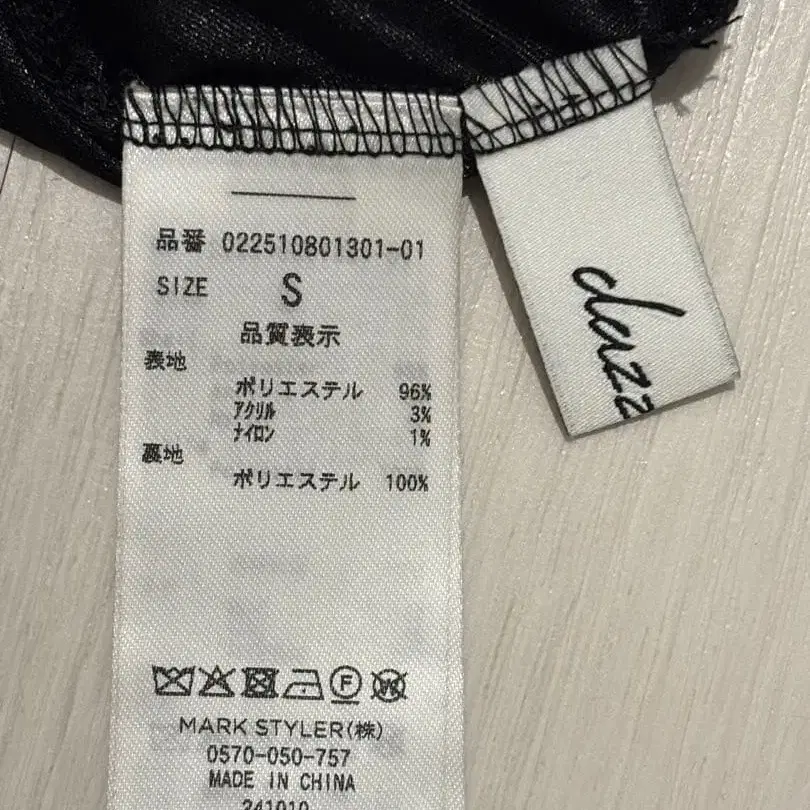 品番 022510801301-01
SIZE S
品質表示
表地
ポリエステル 96%
アクリル 3%
ナイロン 1%
裏地
ポリエステル 100%
F
W
MARK STYLER(株)
0570-050-757
MADE IN CHINA
241010
dazz